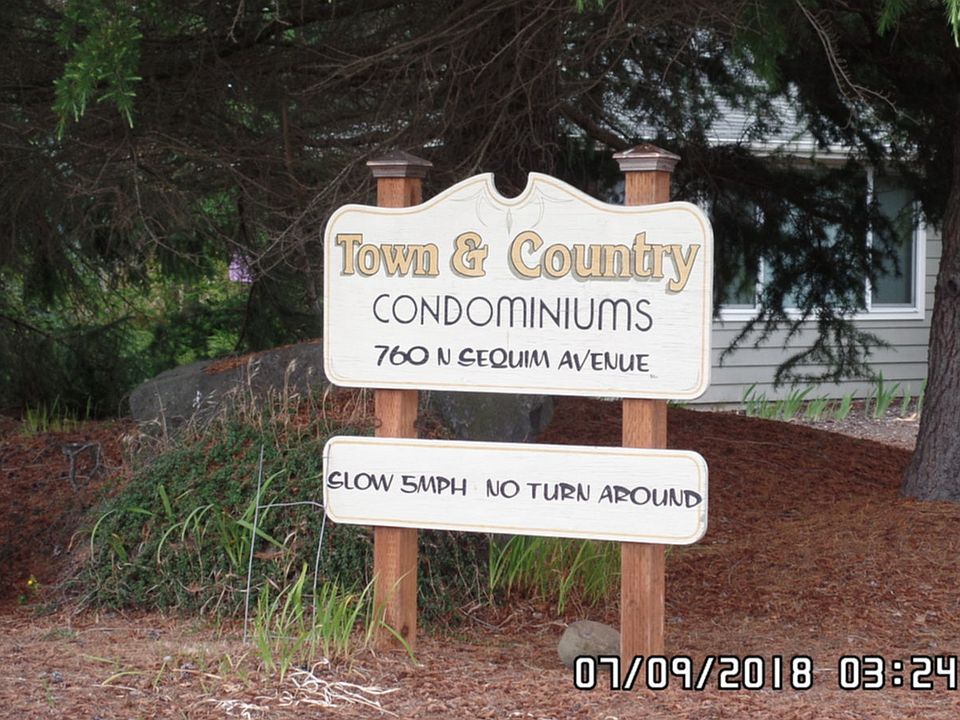 Town & Country
CONDOMINIUMS
760 N SEQUIM AVENUE
SLOW 5MPH NO TURN AROUND
07/09/2018 03:24